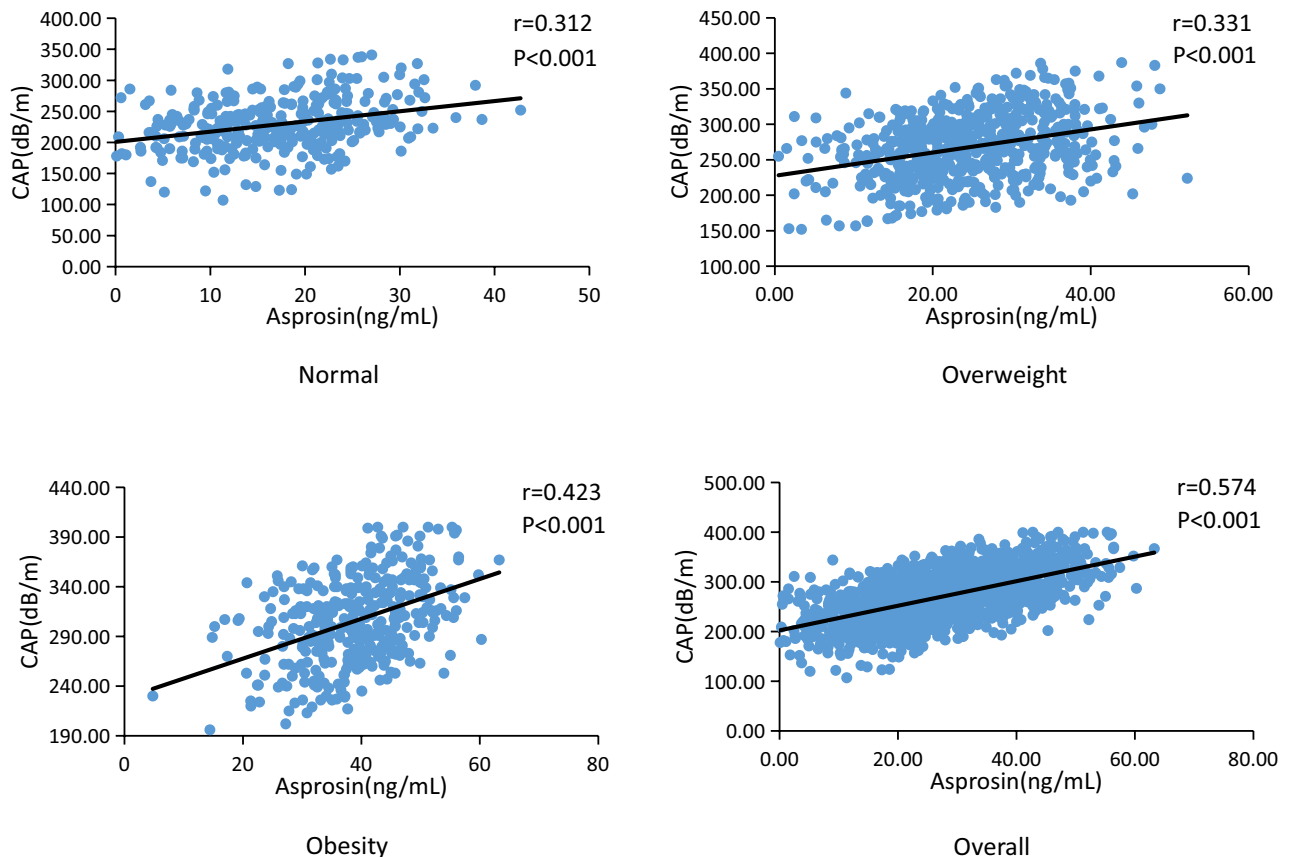 r=0.312
P<0.001
CAP(dB/m)
400.00
350.00
300.00
250.00
200.00
150.00
100.00
50.00
0.00
0 10 20 30 40 50
Asprosin(ng/mL)
Normal
r=0.331
P<0.001
CAP(dB/m)
450.00
400.00
350.00
300.00
250.00
200.00
150.00
100.00
0.00 20.00 40.00 60.00
Asprosin(ng/mL)
Overweight
r=0.423
P<0.001
CAP(dB/m)
440.00
390.00
340.00
290.00
240.00
190.00
0 20 40 60 80
Asprosin(ng/mL)
Obesity
r=0.574
P<0.001
CAP(dB/m)
500.00
400.00
300.00
200.00
100.00
0.00
0.00 20.00 40.00 60.00 80.00
Asprosin(ng/mL)
Overall